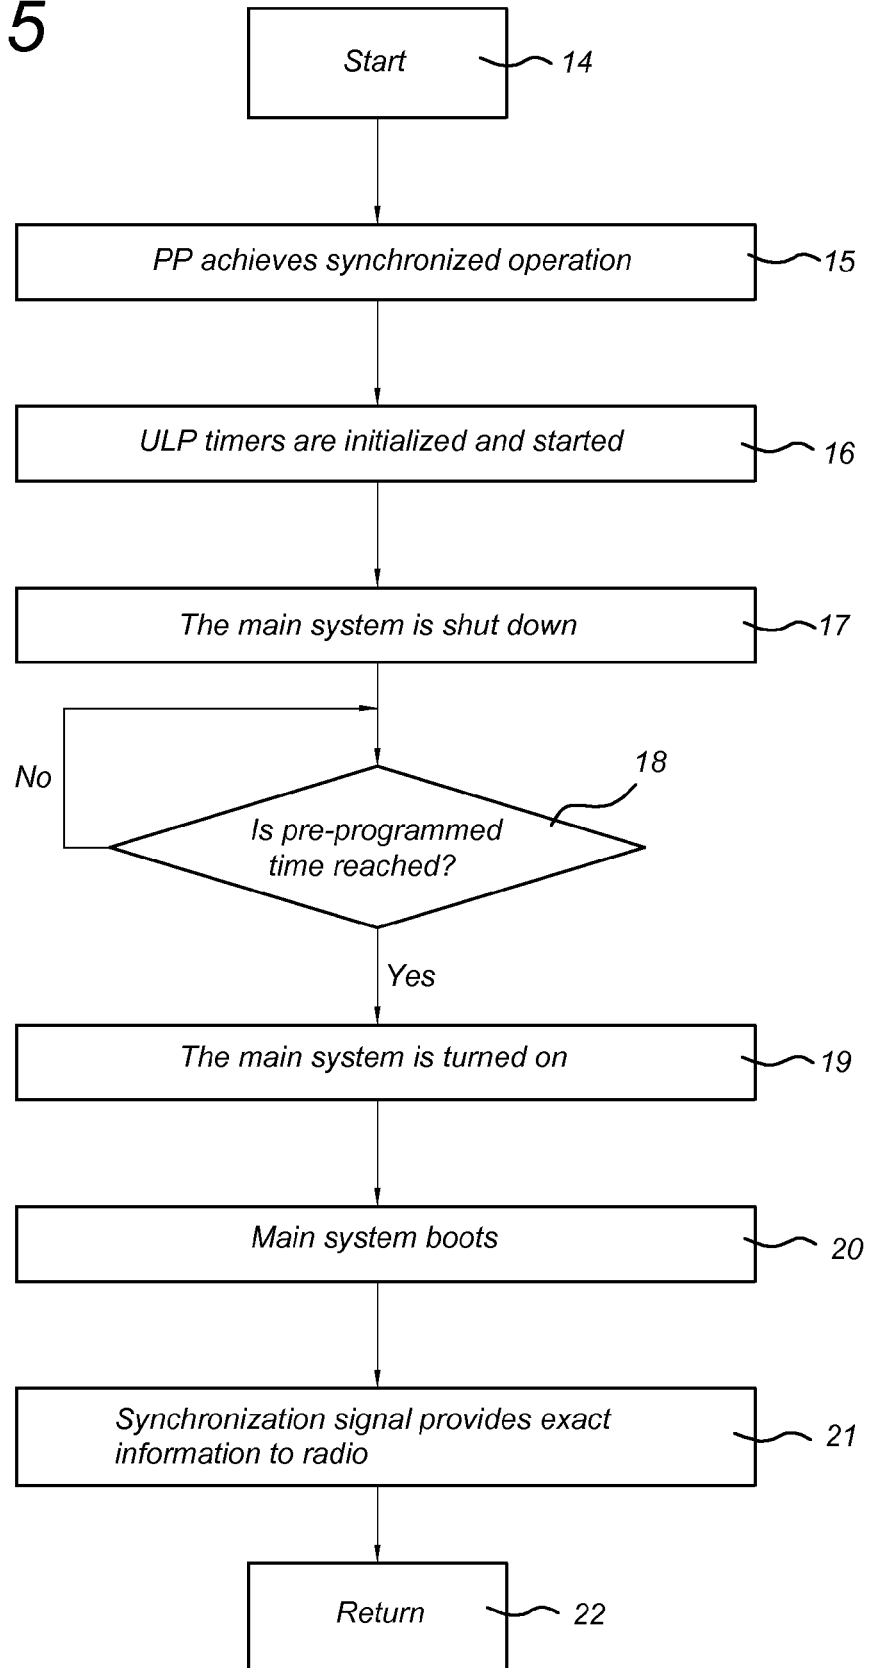 5
Start 14
PP achieves synchronized operation 15
ULP timers are initialized and started 16
The main system is shut down 17
No
18
Is pre-programmed
time reached?
Yes
The main system is turned on 19
Main system boots 20
Synchronization signal provides exact
information to radio 21
Return 22